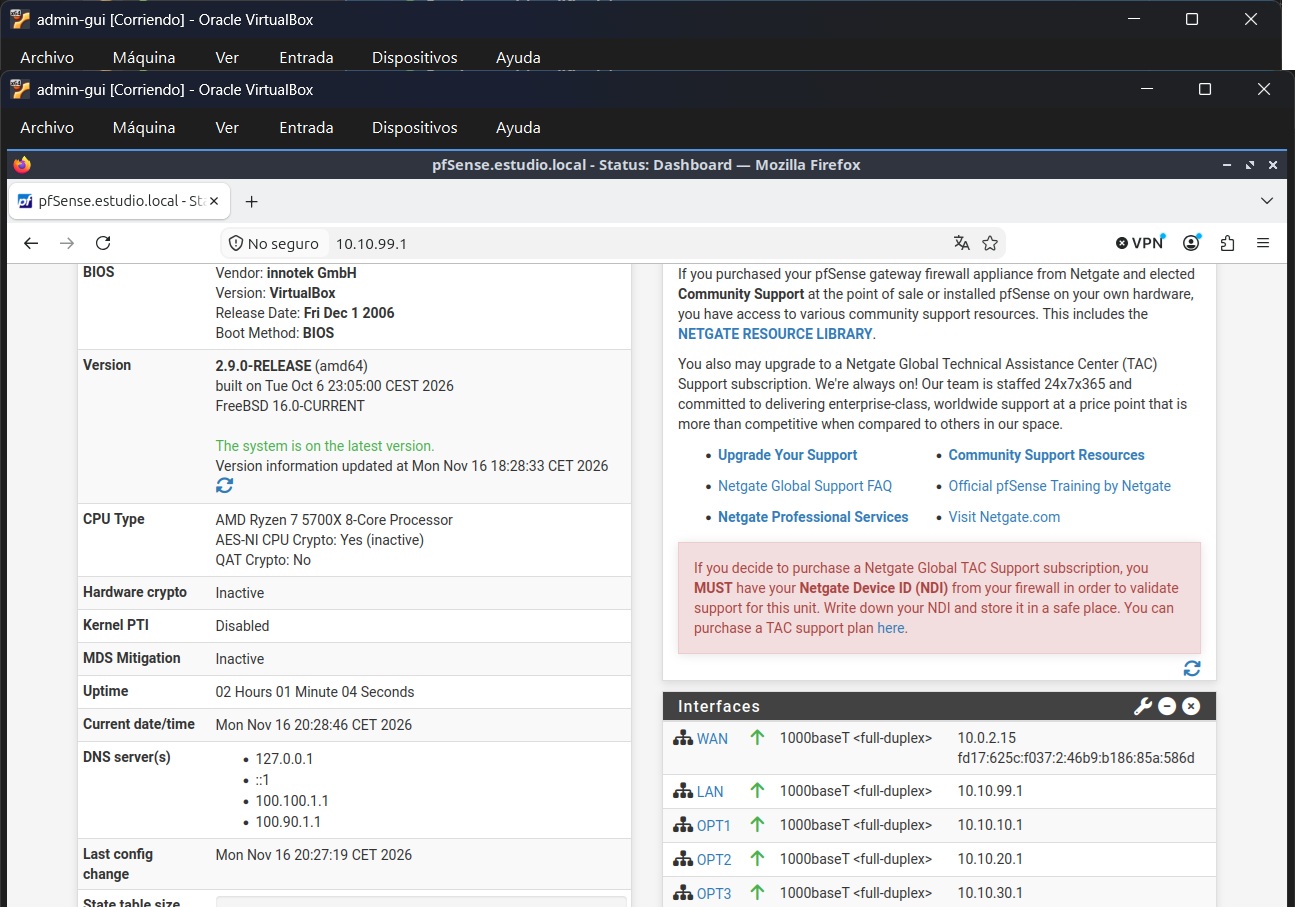 admin-gui [Corriendo] - Oracle VirtualBox
Archivo Máquina Ver Entrada Dispositivos Ayuda
admin-gui [Corriendo] - Oracle VirtualBox
Archivo Máquina Ver Entrada Dispositivos Ayuda
pfSense.estudio.local - Status: Dashboard — Mozilla Firefox
pfSense.estudio.local - Sta
No seguro 10.10.99.1 VPN
BIOS
Vendor: innotek GmbH
Version: VirtualBox
Release Date: Fri Dec 1 2006
Boot Method: BIOS
Version
2.9.0-RELEASE (amd64)
built on Tue Oct 6 23:05:00 CEST 2026
FreeBSD 16.0-CURRENT
The system is on the latest version.
Version information updated at Mon Nov 16 18:28:33 CET 2026
CPU Type
AMD Ryzen 7 5700X 8-Core Processor
AES-NI CPU Crypto: Yes (inactive)
QAT Crypto: No
Hardware crypto Inactive
Kernel PTI Disabled
MDS Mitigation Inactive
Uptime 02 Hours 01 Minute 04 Seconds
Current date/time Mon Nov 16 20:28:46 CET 2026
DNS server(s)
127.0.0.1
::1
100.100.1.1
100.90.1.1
Last config change
Mon Nov 16 20:27:19 CET 2026
State table size
If you purchased your pfSense gateway firewall appliance from Netgate and elected
Community Support at the point of sale or installed pfSense on your own hardware,
you have access to various community support resources. This includes the
NETGATE RESOURCE LIBRARY.
You also may upgrade to a Netgate Global Technical Assistance Center (TAC)
Support subscription. We're always on! Our team is staffed 24x7x365 and
committed to delivering enterprise-class, worldwide support at a price point that is
more than competitive when compared to others in our space.
Upgrade Your Support
Netgate Global Support FAQ
Netgate Professional Services
Community Support Resources
Official pfSense Training by Netgate
Visit Netgate.com
If you decide to purchase a Netgate Global TAC Support subscription, you
MUST have your Netgate Device ID (NDI) from your firewall in order to validate
support for this unit. Write down your NDI and store it in a safe place. You can
purchase a TAC support plan here.
Interfaces
WAN 1000baseT <full-duplex> 10.0.2.15
fd17:625c:f037:2:46b9:b186:85a:586d
LAN 1000baseT <full-duplex> 10.10.99.1
OPT1 1000baseT <full-duplex> 10.10.10.1
OPT2 1000baseT <full-duplex> 10.10.20.1
OPT3 1000baseT <full-duplex> 10.10.30.1